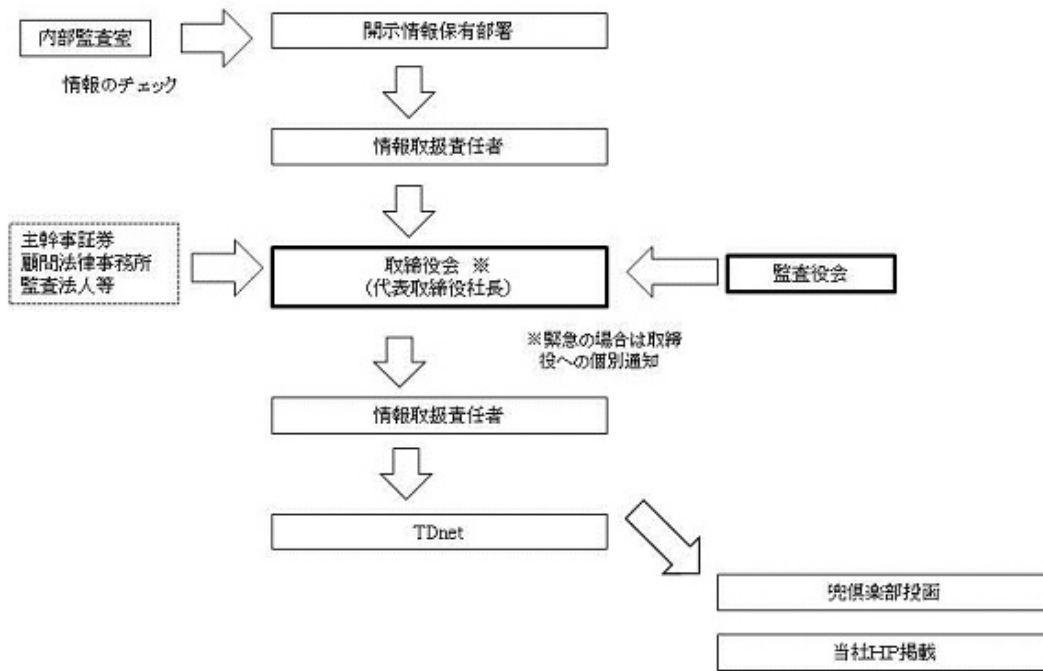 内部監査室
開示情報保有部署
情報のチェック
情報取扱責任者
主幹事証券
顧問法律事務所
監査法人等
取締役会 ※
(代表取締役社長)
監査役会
※緊急の場合は取締
役への個別通知
情報取扱責任者
TDnet
兜倶楽部投函
当社HP掲載